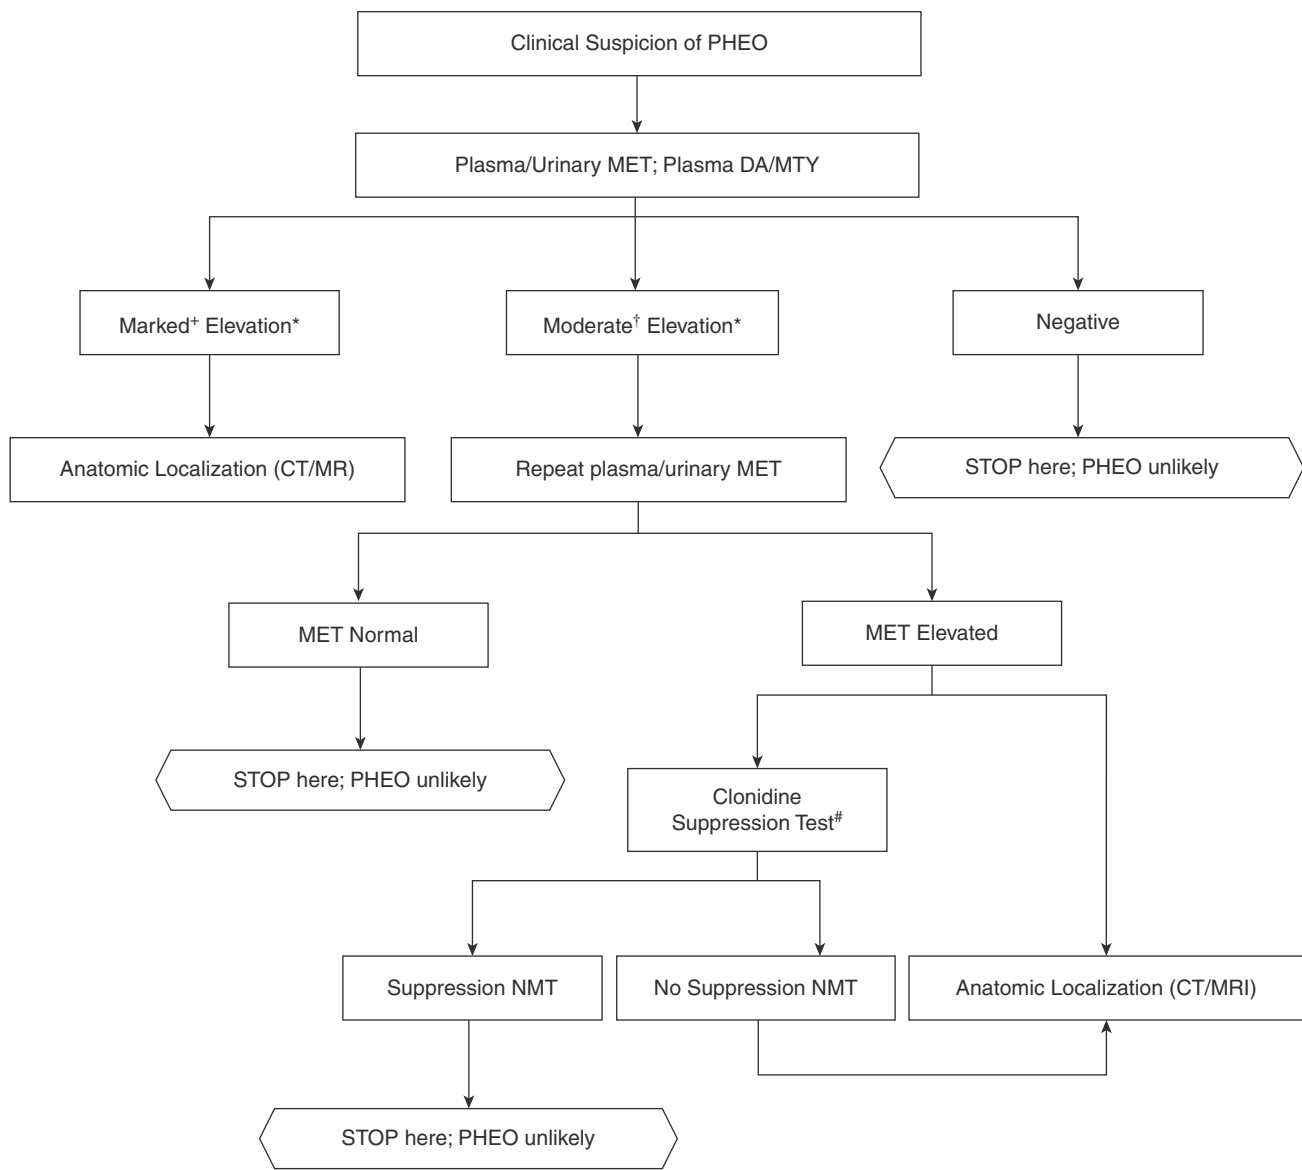 Clinical Suspicion of PHEO
Plasma/Urinary MET; Plasma DA/MTY
Marked+ Elevation*
Moderate† Elevation*
Negative
Anatomic Localization (CT/MR)
Repeat plasma/urinary MET
STOP here; PHEO unlikely
MET Normal
MET Elevated
STOP here; PHEO unlikely
Clonidine
Suppression Test#
Suppression NMT
No Suppression NMT
Anatomic Localization (CT/MRI)
STOP here; PHEO unlikely